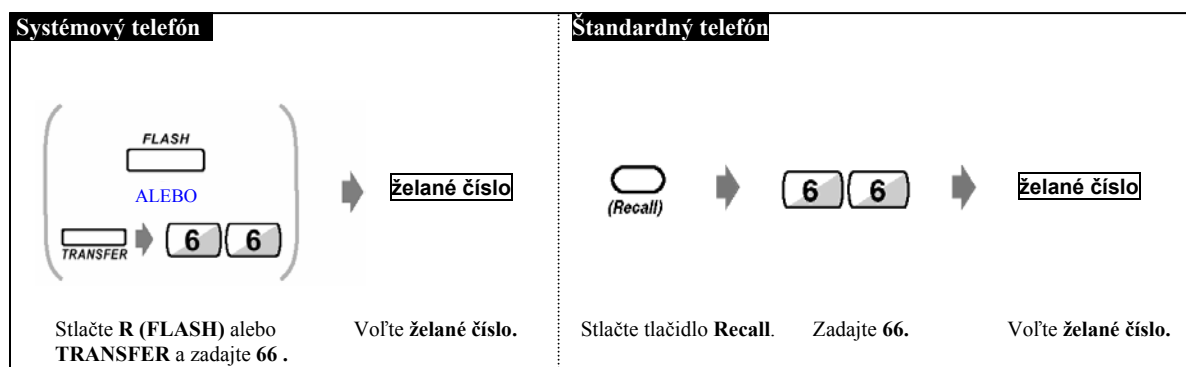 Systémový telefón
FLASH
ALEBO
TRANSFER
6 6
želané číslo
Stlačte R (FLASH) alebo
TRANSFER a zadajte 66 .
Voľte želané číslo.
Štandardný telefón
(Recall)
6 6
želané číslo
Stlačte tlačidlo Recall.
Zadajte 66.
Voľte želané číslo.